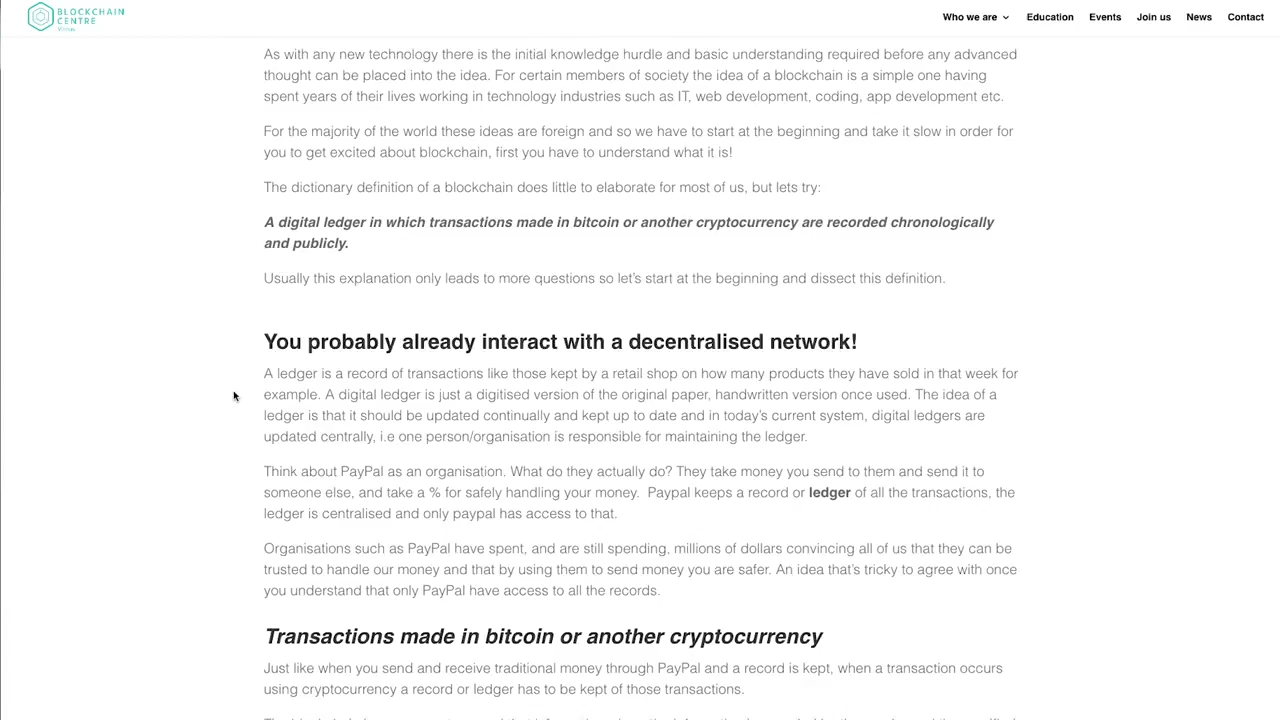 BLOCKCHAIN
CENTRE
Vilnius
Who we are
Education
Events
Join us
News
Contact
As with any new technology there is the initial knowledge hurdle and basic understanding required before any advanced
thought can be placed into the idea. For certain members of society the idea of a blockchain is a simple one having
spent years of their lives working in technology industries such as IT, web development, coding, app development etc.
For the majority of the world these ideas are foreign and so we have to start at the beginning and take it slow in order for
you to get excited about blockchain, first you have to understand what it is!
The dictionary definition of a blockchain does little to elaborate for most of us, but lets try:
A digital ledger in which transactions made in bitcoin or another cryptocurrency are recorded chronologically
and publicly.
Usually this explanation only leads to more questions so let's start at the beginning and dissect this definition.
You probably already interact with a decentralised network!
A ledger is a record of transactions like those kept by a retail shop on how many products they have sold in that week for
example. A digital ledger is just a digitised version of the original paper, handwritten version once used. The idea of a
ledger is that it should be updated continually and kept up to date and in today's current system, digital ledgers are
updated centrally, i.e one person/organisation is responsible for maintaining the ledger.
Think about PayPal as an organisation. What do they actually do? They take money you send to them and send it to
someone else, and take a % for safely handling your money. Paypal keeps a record or ledger of all the transactions, the
ledger is centralised and only paypal has access to that.
Organisations such as PayPal have spent, and are still spending, millions of dollars convincing all of us that they can be
trusted to handle our money and that by using them to send money you are safer. An idea that's tricky to agree with once
you understand that only PayPal have access to all the records.
Transactions made in bitcoin or another cryptocurrency
Just like when you send and receive traditional money through PayPal and a record is kept, when a transaction occurs
using cryptocurrency a record or ledger has to be kept of those transactions.